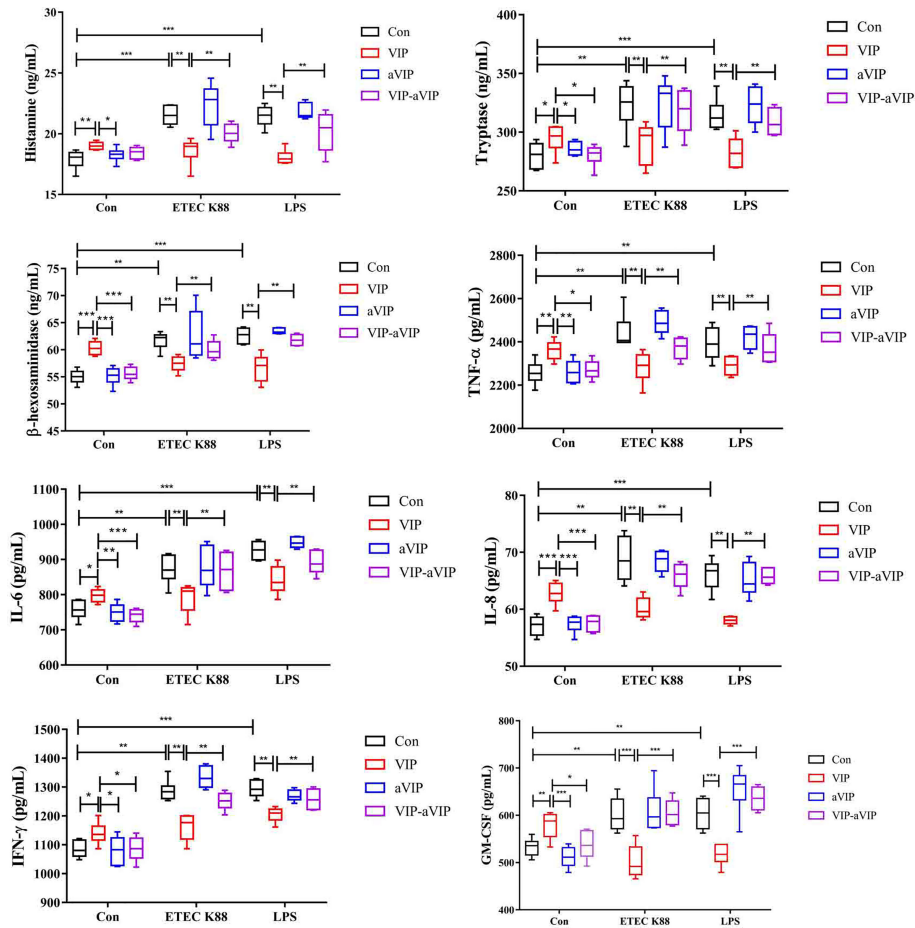 Histamine (ng/mL)
30
25
20
15
***
***
**
**
**
**
**
*
Con
ETEC K88
LPS
Con
VIP
aVIP
VIP-aVIP
Tryptase (ng/mL)
400
350
300
250
***
**
**
**
**
**
*
*
*
Con
ETEC K88
LPS
Con
VIP
aVIP
VIP-aVIP
β-hexosaminidase (ng/mL)
75
70
65
60
55
50
45
***
**
**
**
**
**
***
***
***
Con
ETEC K88
LPS
Con
VIP
aVIP
VIP-aVIP
TNF-α (pg/mL)
2800
2600
2400
2200
2000
**
**
**
**
**
**
*
**
**
Con
ETEC K88
LPS
Con
VIP
aVIP
VIP-aVIP
IL-6 (pg/mL)
1100
1000
900
800
700
600
***
**
**
**
**
**
***
**
*
Con
ETEC K88
LPS
Con
VIP
aVIP
VIP-aVIP
IL-8 (pg/mL)
80
70
60
50
***
**
**
**
**
**
***
***
***
Con
ETEC K88
LPS
Con
VIP
aVIP
VIP-aVIP
IFN-γ (pg/mL)
1500
1400
1300
1200
1100
1000
900
***
**
**
**
**
**
*
*
*
Con
ETEC K88
LPS
Con
VIP
aVIP
VIP-aVIP
GM-CSF (pg/mL)
800
700
600
500
400
**
**
***
***
***
***
*
**
***
Con
ETEC K88
LPS
Con
VIP
aVIP
VIP-aVIP